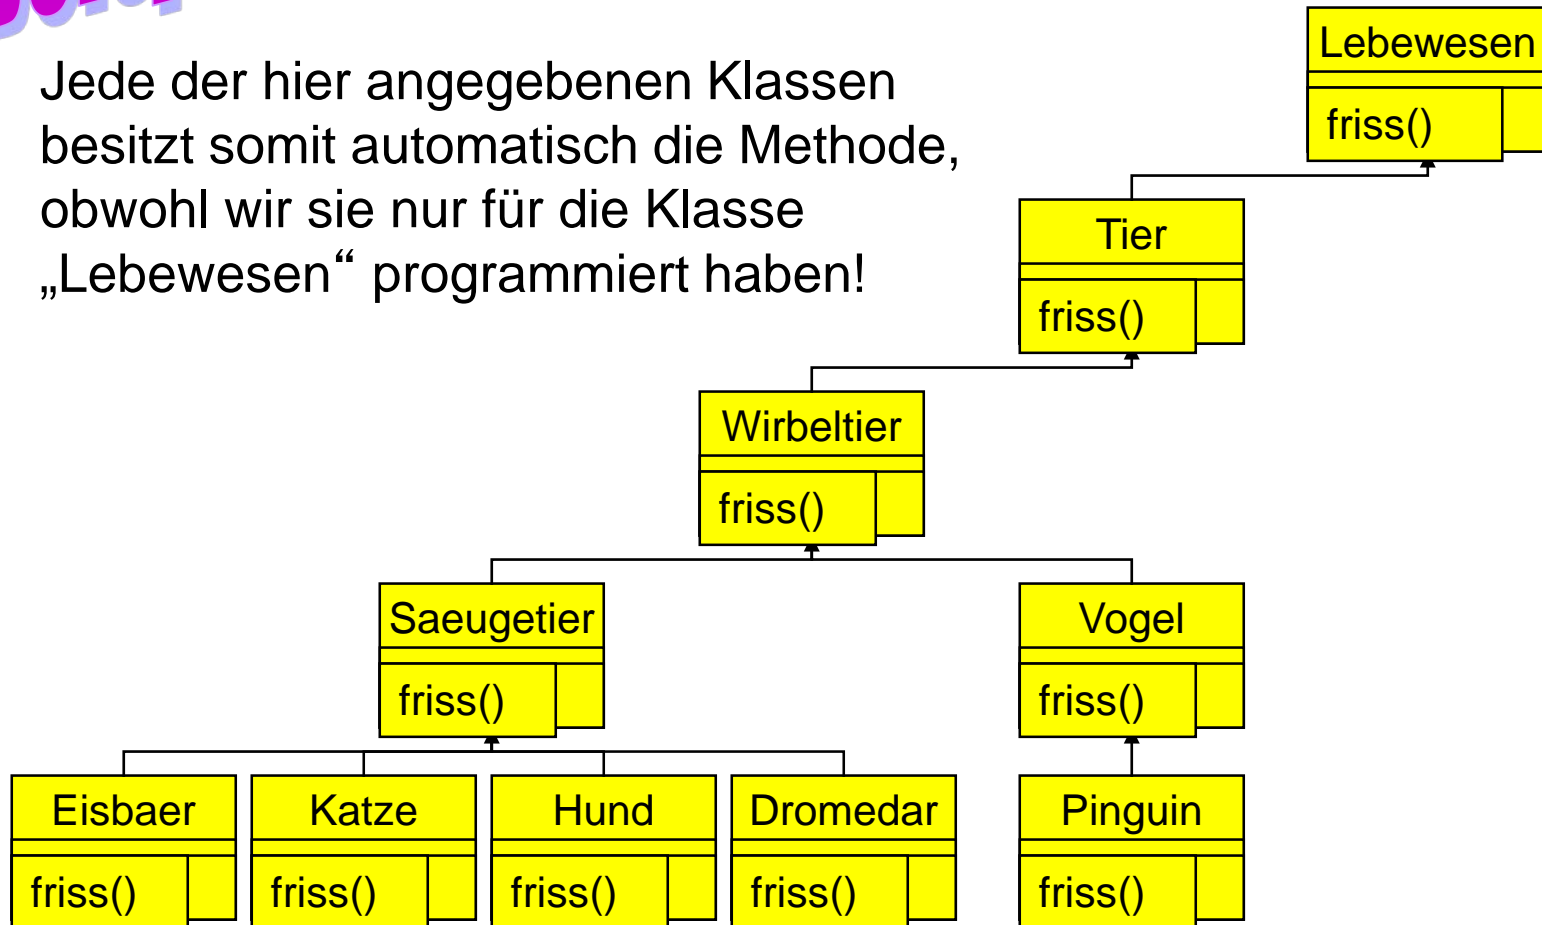 Jede der hier angegebenen Klassen
besitzt somit automatisch die Methode,
obwohl wir sie nur für die Klasse
„Lebewesen“ programmiert haben!
Lebewesen
friss()
Tier
friss()
Wirbeltier
friss()
Saeugetier
friss()
Vogel
friss()
Eisbaer
friss()
Katze
friss()
Hund
friss()
Dromedar
friss()
Pinguin
friss()